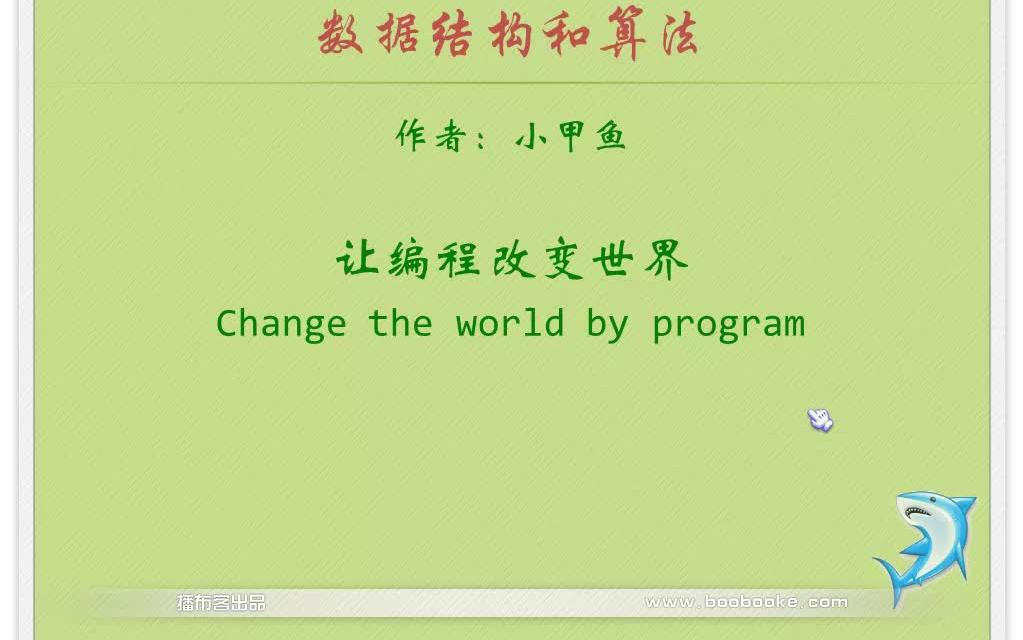 数据结构和算法
作者：小甲鱼
让编程改变世界
Change the world by program
播布客出品
www.boobooke.com